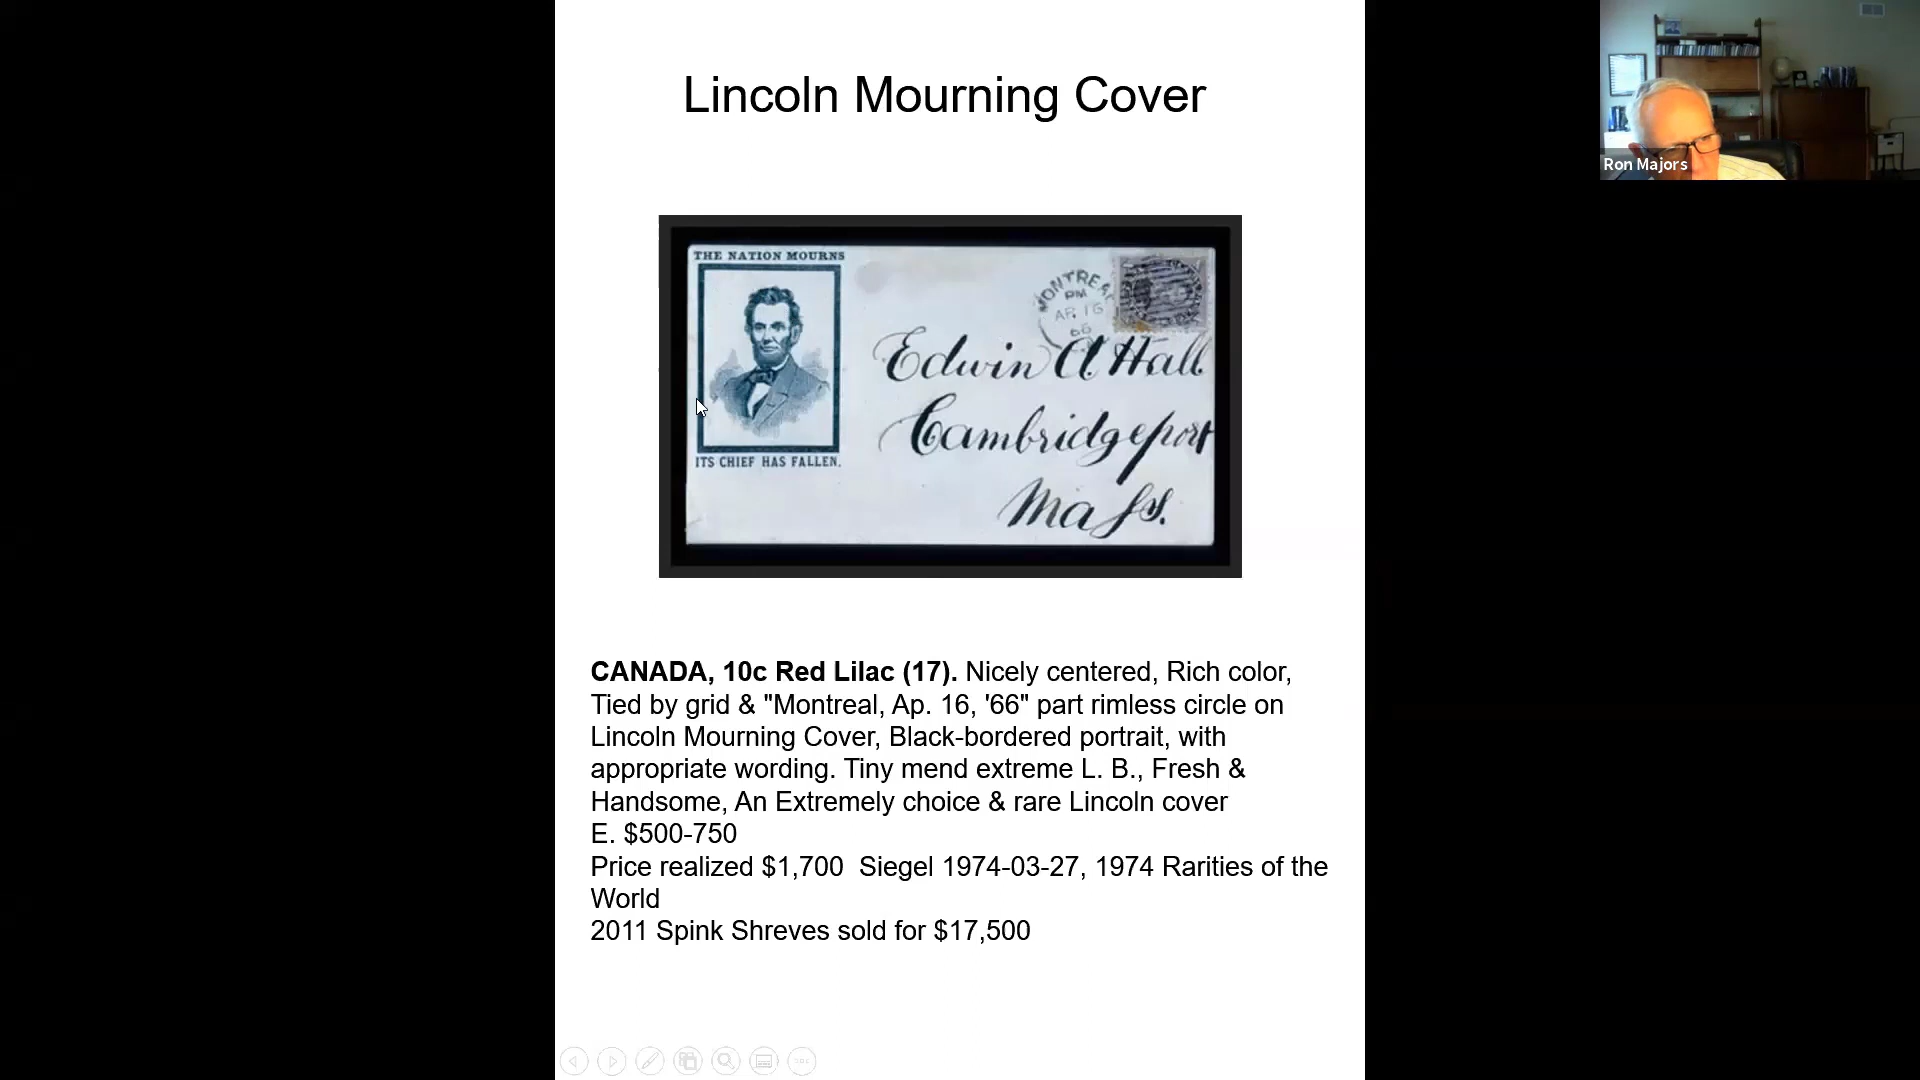 Lincoln Mourning Cover
Ron Majors
THE NATION MOURNS
MONTREA
PM
AP 16
66
Edwin A. Hall
Cambridgeport
Mass.
ITS CHIEF HAS FALLEN.
CANADA, 10c Red Lilac (17). Nicely centered, Rich color,
Tied by grid & "Montreal, Ap. 16, '66" part rimless circle on
Lincoln Mourning Cover, Black-bordered portrait, with
appropriate wording. Tiny mend extreme L. B., Fresh &
Handsome, An Extremely choice & rare Lincoln cover
E. $500-750
Price realized $1,700  Siegel 1974-03-27, 1974 Rarities of the
World
2011 Spink Shreves sold for $17,500